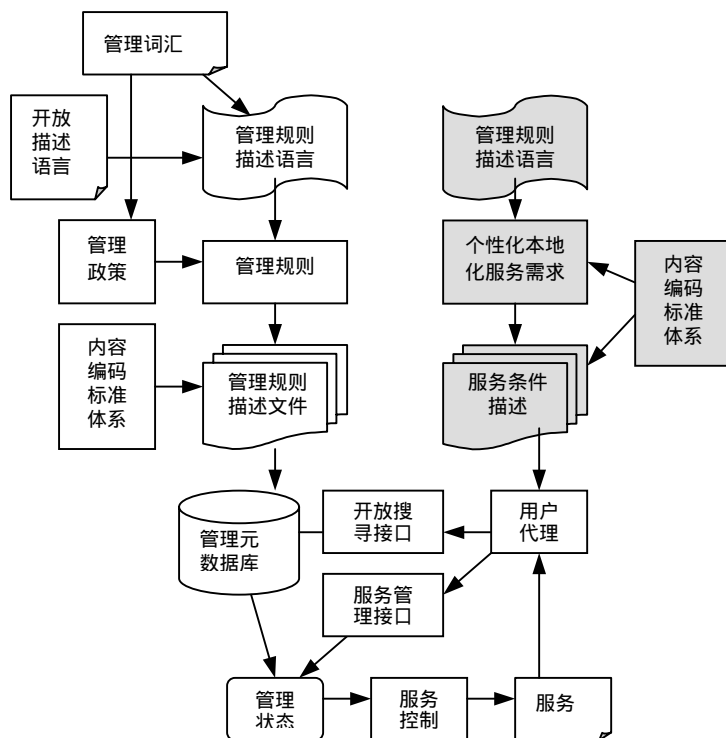 管理词汇
开放
描述
语言
管理规则
描述语言
管理规则
描述语言
管理
政策
管理规则
个性化本地
化服务需求
内容
编码
标准
体系
内容
编码
标准
体系
管理规则
描述文件
服务条件
描述
管理元
数据库
开放搜
寻接口
用户
代理
服务管
理接口
管理
状态
服务
控制
服务